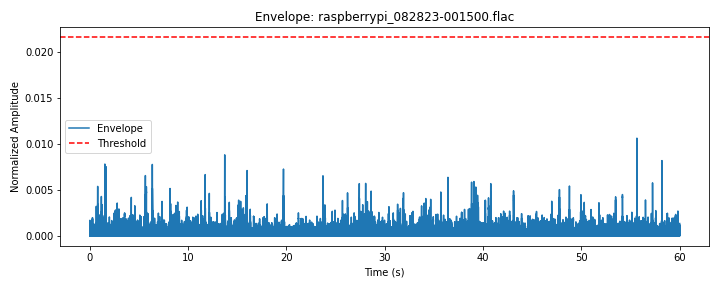 Envelope: raspberrypi_082823-001500.flac
Normalized Amplitude
0.020
0.015
0.010
0.005
0.000
Envelope
Threshold
0
10
20
30
40
50
60
Time (s)